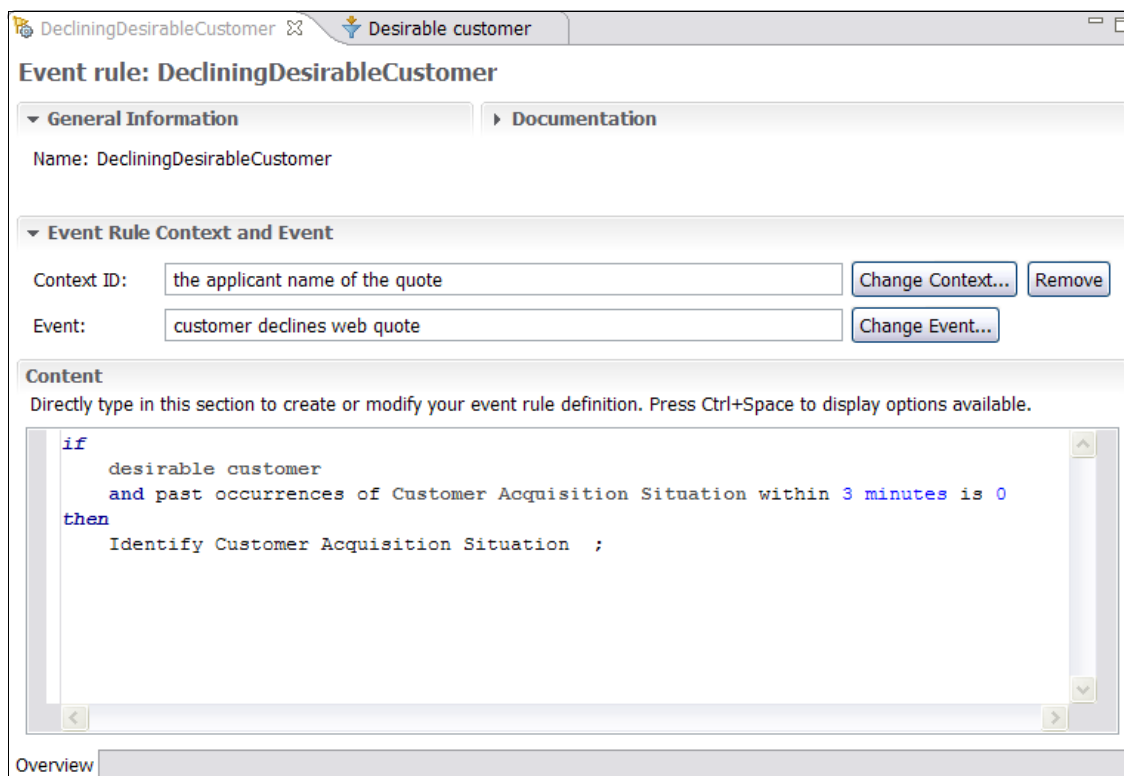 DecliningDesirableCustomer Desirable customer
Event rule: DecliningDesirableCustomer
General Information Documentation
Name: DecliningDesirableCustomer
Event Rule Context and Event
Context ID: the applicant name of the quote Change Context... Remove
Event: customer declines web quote Change Event...
Content
Directly type in this section to create or modify your event rule definition. Press Ctrl+Space to display options available.
if
desirable customer
and past occurrences of Customer Acquisition Situation within 3 minutes is 0
then
Identify Customer Acquisition Situation ;
Overview